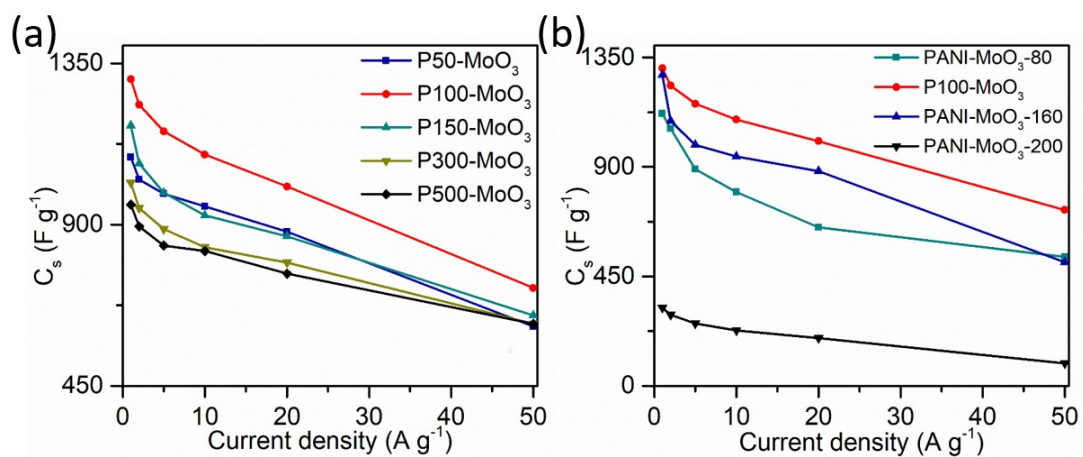 (a)
1350
900
450
C_s (F g^-1)
P50-MoO₃
P100-MoO₃
P150-MoO₃
P300-MoO₃
P500-MoO₃
0 10 20 30 40 50
Current density (A g^-1)
(b)
1350
900
450
0
C_s (F g^-1)
PANI-MoO₃-80
P100-MoO₃
PANI-MoO₃-160
PANI-MoO₃-200
0 10 20 30 40 50
Current density (A g^-1)